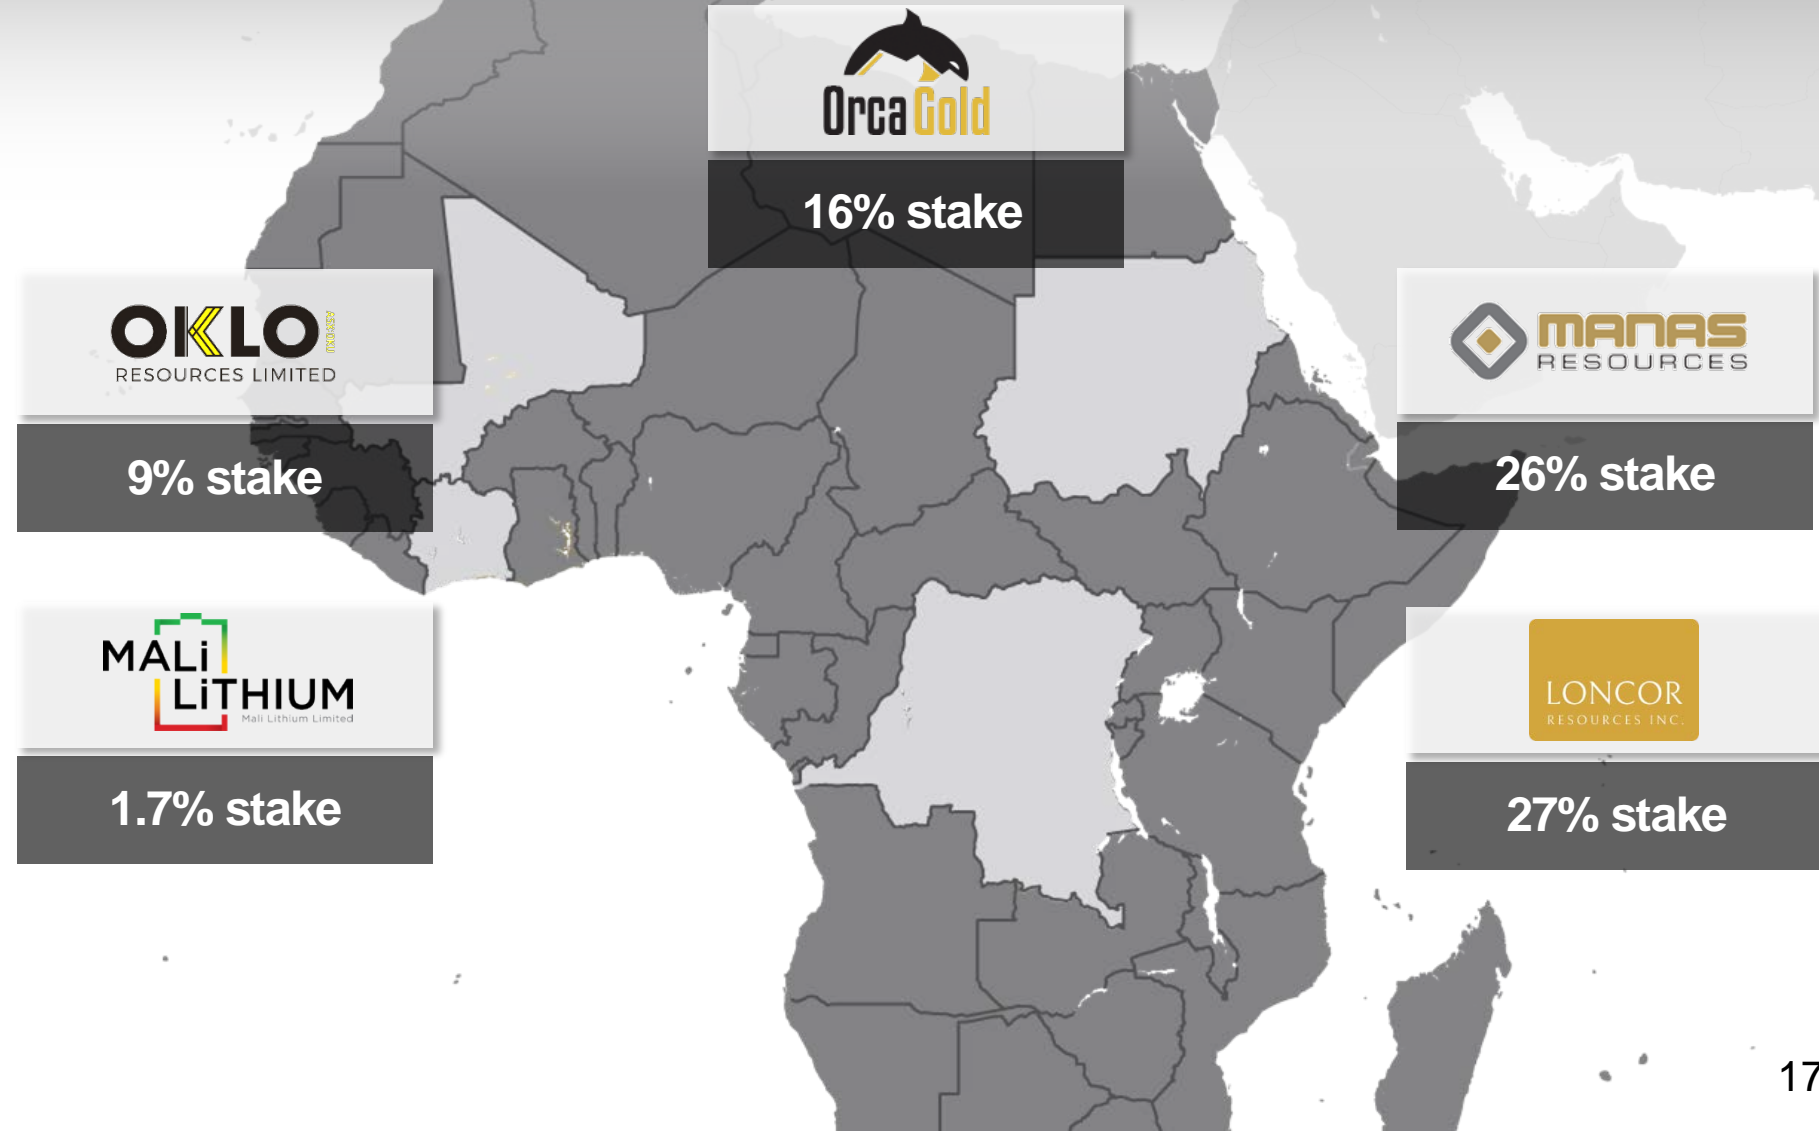 Orca Gold
16% stake
OKLO
RESOURCES LIMITED
9% stake
MANAS
RESOURCES
26% stake
MALi
LiTHIUM
Mali Lithium Limited
1.7% stake
LONCOR
RESOURCES INC.
27% stake
17